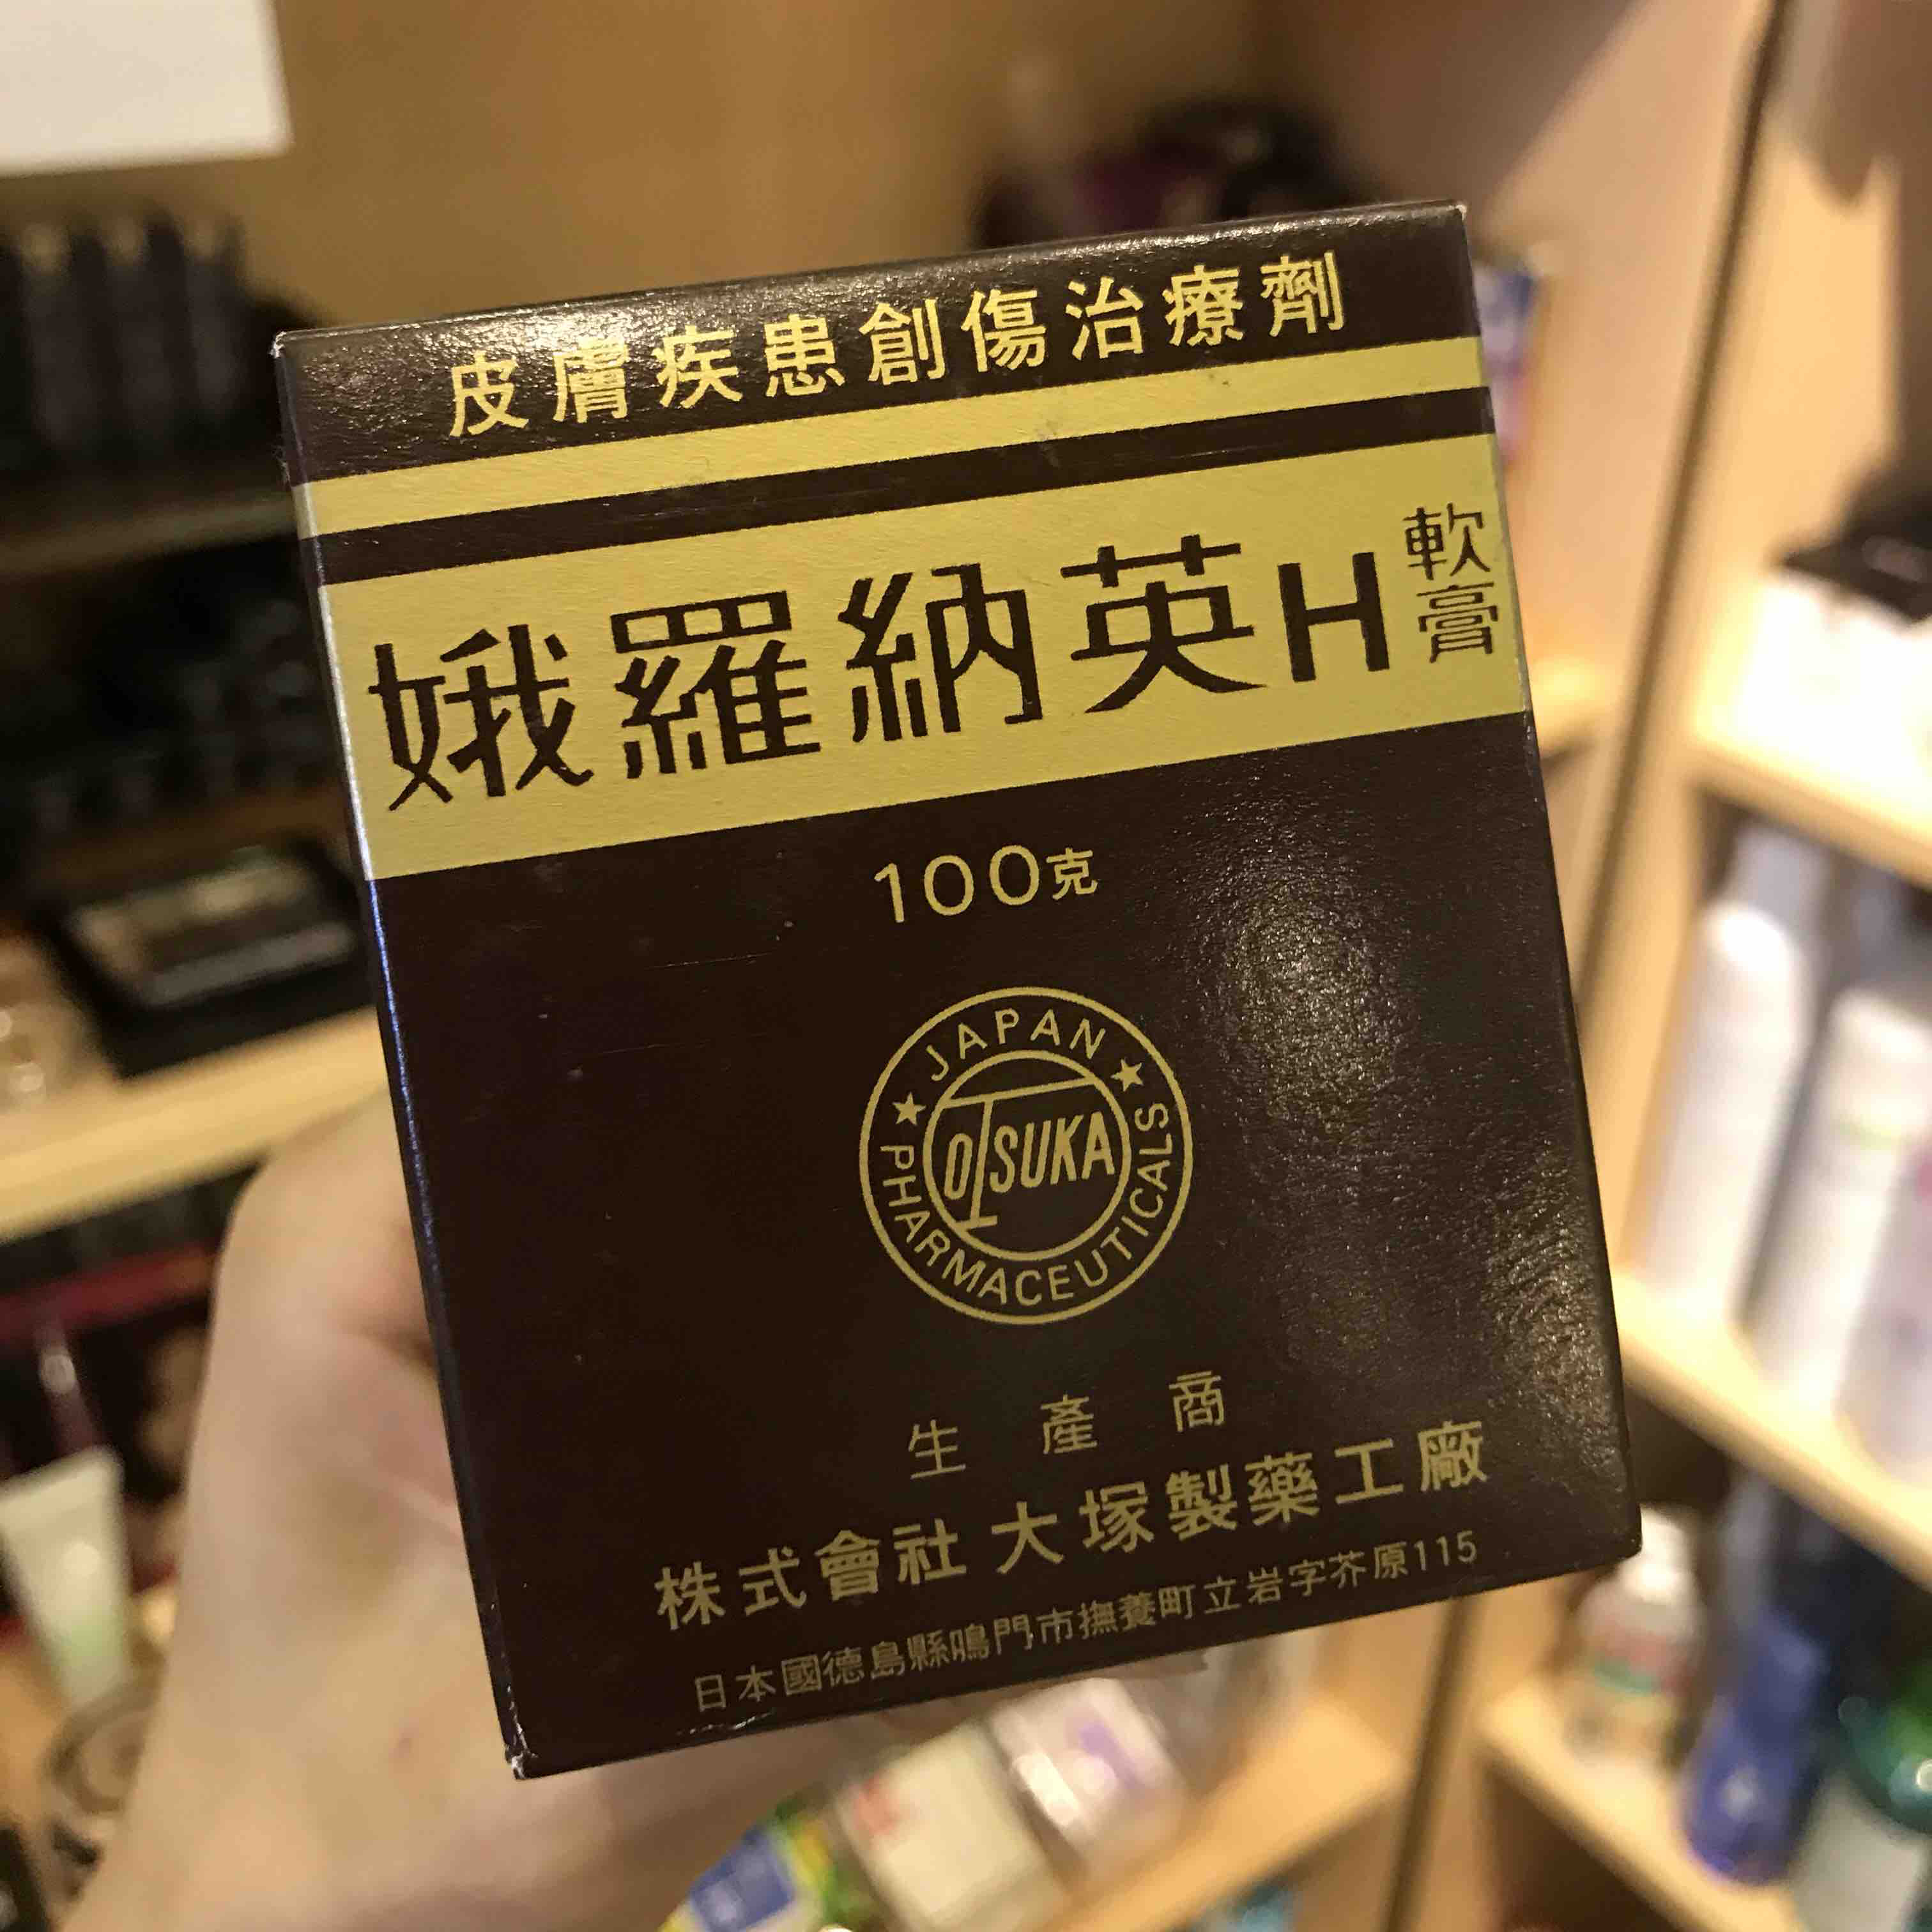 皮膚疾患創傷治療劑
娥羅納英H軟膏
100克
JAPAN
OTSUKA
PHARMACEUTICALS
生產商
株式會社 大塚製藥工廠
日本國德島縣鳴門市撫養町立岩字芥原115